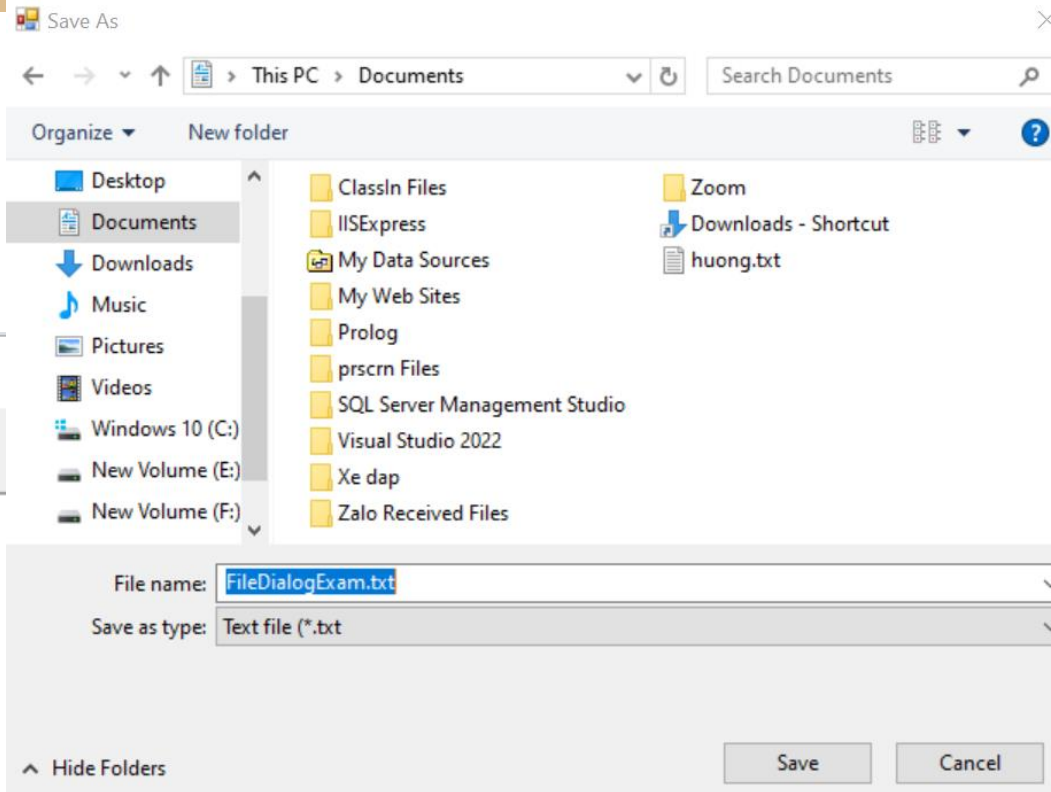 Save As
This PC > Documents
Search Documents
Organize
New folder
Desktop
Documents
Downloads
Music
Pictures
Videos
Windows 10 (C:)
New Volume (E:)
New Volume (F:)
ClassIn Files
IISExpress
My Data Sources
My Web Sites
Prolog
prscrn Files
SQL Server Management Studio
Visual Studio 2022
Xe dap
Zalo Received Files
Zoom
Downloads - Shortcut
huong.txt
File name: FileDialogExam.txt
Save as type: Text file (*.txt
Hide Folders
Save
Cancel